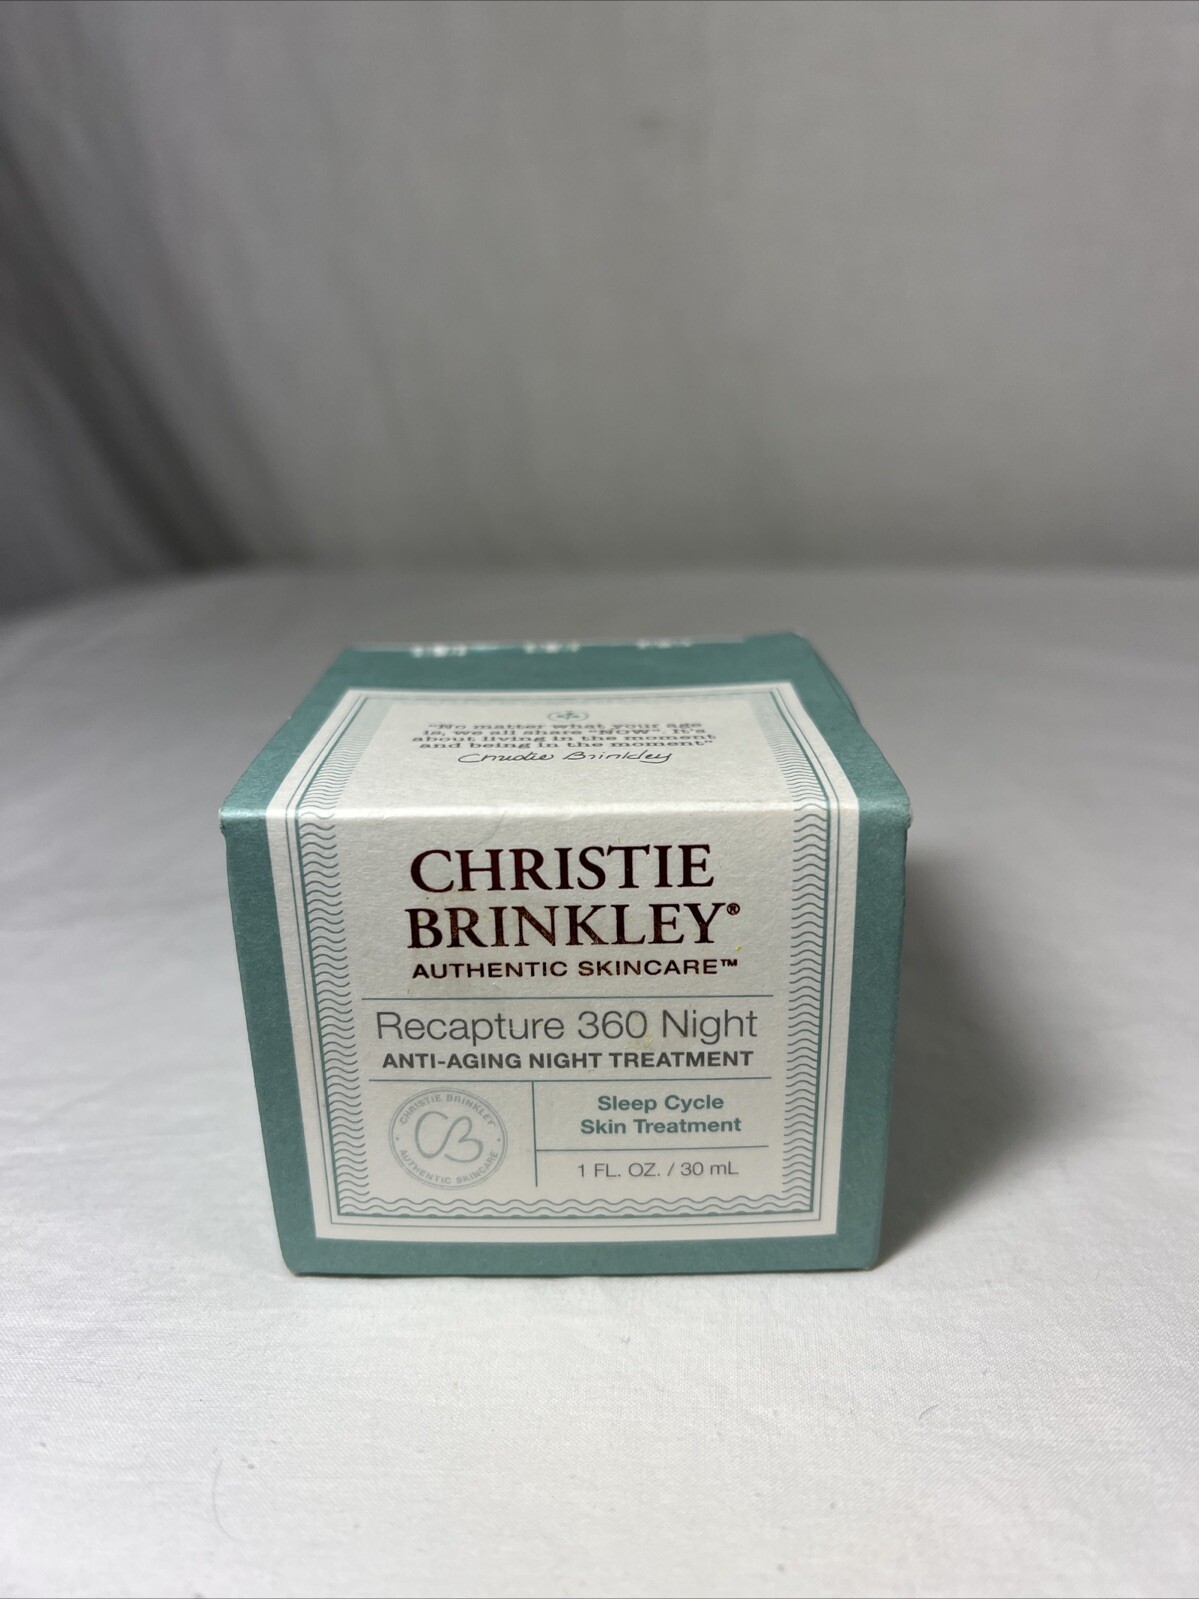 "No matter what your age
is, we all share "NOW". It's
about living in the moment
and being in the moment"
Christie Brinkley
CHRISTIE
BRINKLEY®
AUTHENTIC SKINCARE™
Recapture 360 Night
ANTI-AGING NIGHT TREATMENT
CHRISTIE BRINKLEY
CB
AUTHENTIC SKINCARE
Sleep Cycle
Skin Treatment
1 FL. OZ. / 30 mL